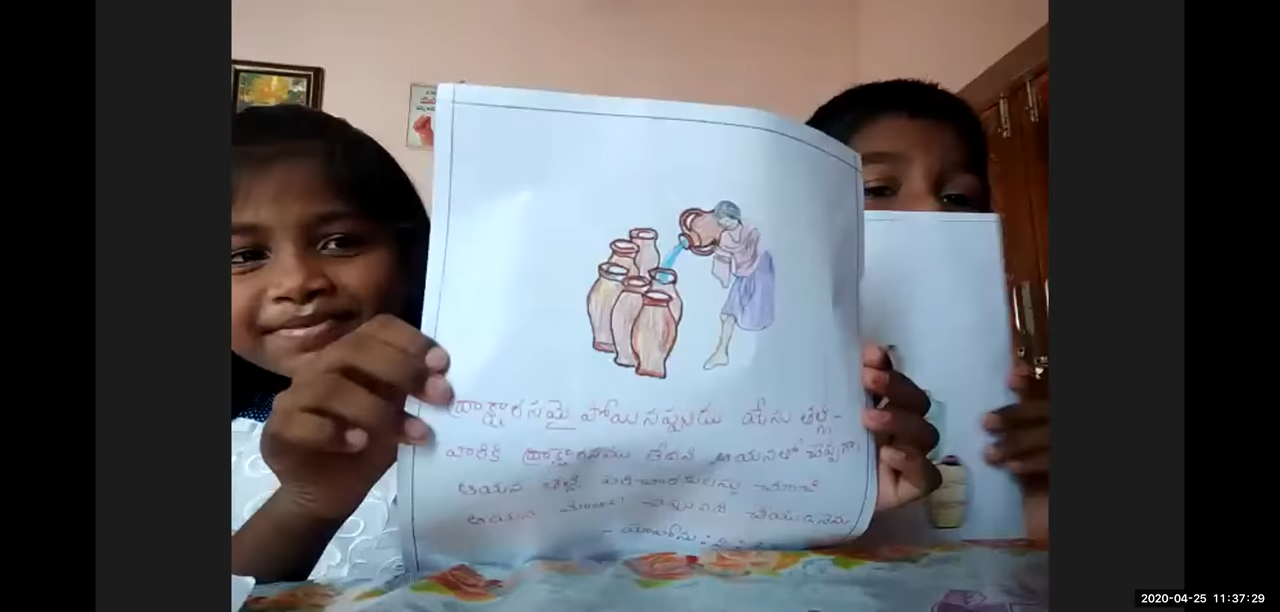 ద్రాక్షారసమై పోయినప్పుడు యేసు తల్లి-
వారికి ద్రాక్షారసము లేదని ఆయనతో చెప్పగా,
ఆయన తల్లి పరిచారకులను చూచి
ఆయన చెప్పునది చేయుడనెను
- యోహాను :
2020-04-25 11:37:29